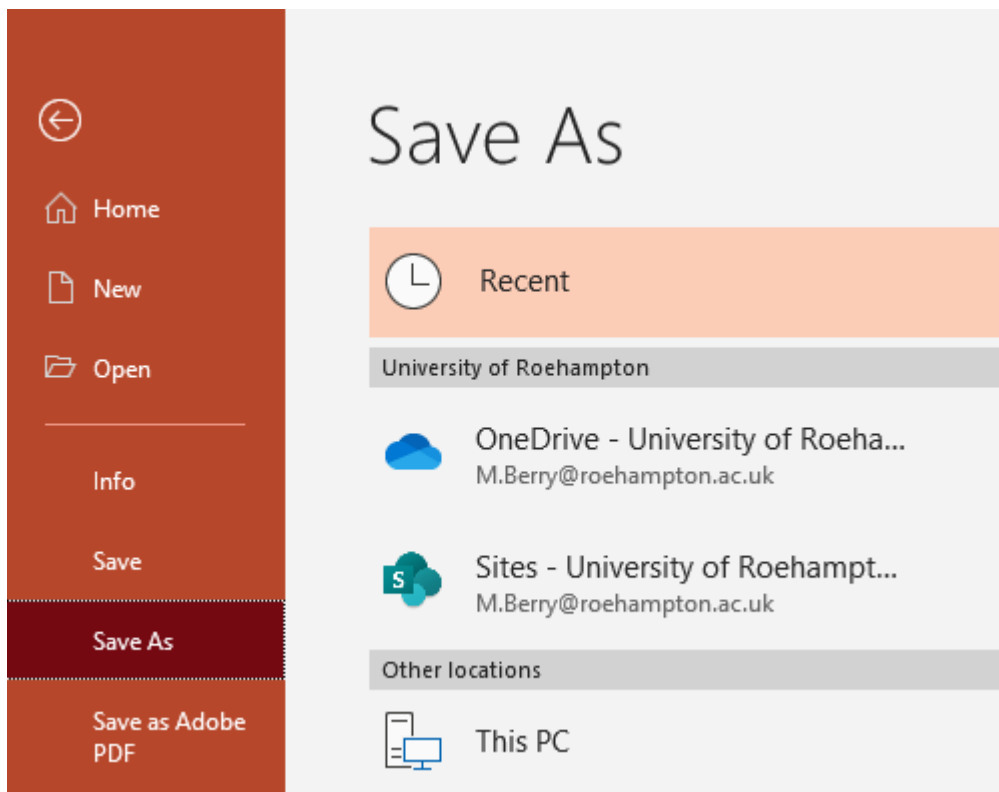 Home
New
Open
Info
Save
Save As
Save as Adobe
PDF
Save As
Recent
University of Roehampton
OneDrive - University of Roeha...
M.Berry@roehampton.ac.uk
S
Sites - University of Roehampt...
M.Berry@roehampton.ac.uk
Other locations
This PC